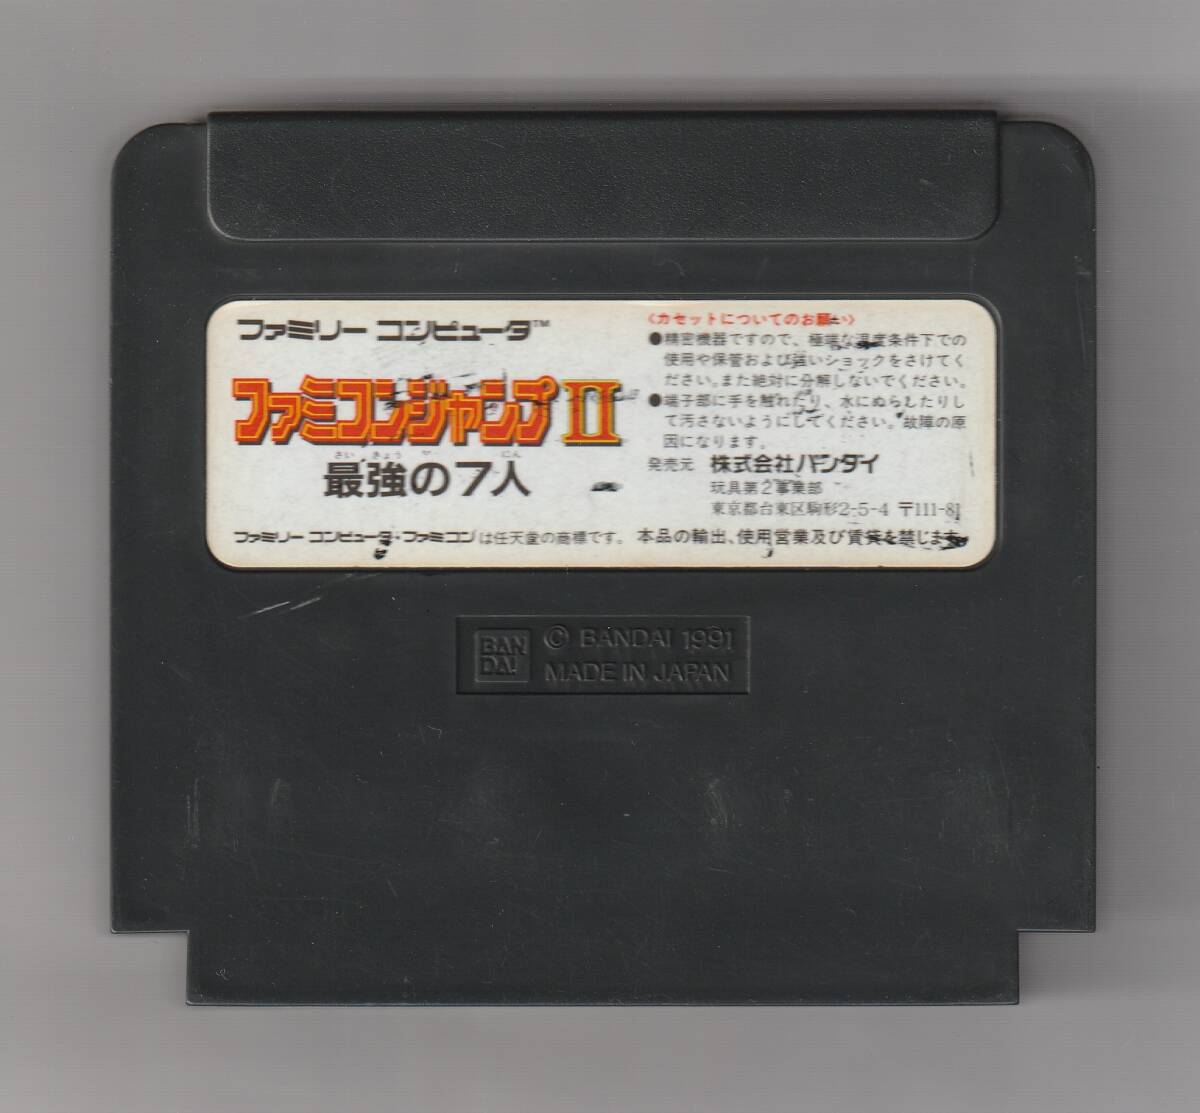 ファミリー コンピュータ™
ファミコンジャンプII
さい きょう にん
最強の7人
〈カセットについてのお願い〉
●精密機器ですので、極端な温度条件下での
使用や保管および強いショックをさけてく
ださい。また絶対に分解しないでください。
●端子部に手を触れたり、水にぬらしたりし
て汚さないようにしてください。故障の原
因になります。
発売元 株式会社バンダイ
玩具第2事業部
東京都台東区駒形2-5-4 〒111-81
ファミリー コンピュータ・ファミコンは任天堂の商標です。 本品の輸出、使用営業及び賃貸を禁じます。
BAN
DAI
© BANDAI 1991
MADE IN JAPAN